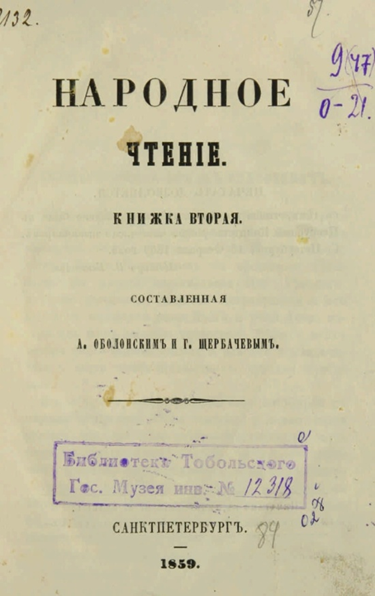 2132.
9(47)
0-21.
НАРОДНОЕ
ЧТЕНІЕ.
КНИЖКА ВТОРАЯ.
СОСТАВЛЕННАЯ
А. ОБОЛОНСКИМЪ И Г. ЩЕРБАЧЕВЫМЪ.
Библиотека Тобольского
Гос. Музея инв. № 12318
САНКТПЕТЕРБУРГЪ.
1859.